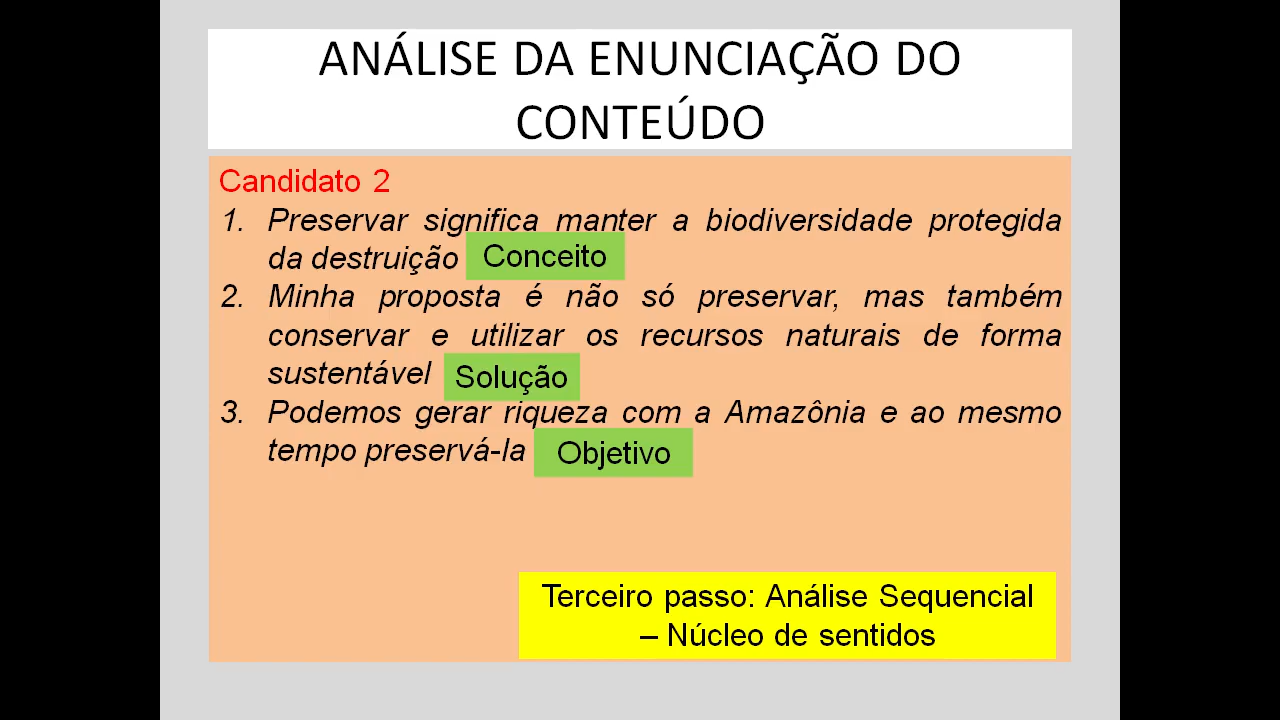 ANÁLISE DA ENUNCIAÇÃO DO
CONTEÚDO
Candidato 2
1. Preservar significa manter a biodiversidade protegida
da destruição Conceito
2. Minha proposta é não só preservar, mas também
conservar e utilizar os recursos naturais de forma
sustentável Solução
3. Podemos gerar riqueza com a Amazônia e ao mesmo
tempo preservá-la Objetivo
Terceiro passo: Análise Sequencial
– Núcleo de sentidos